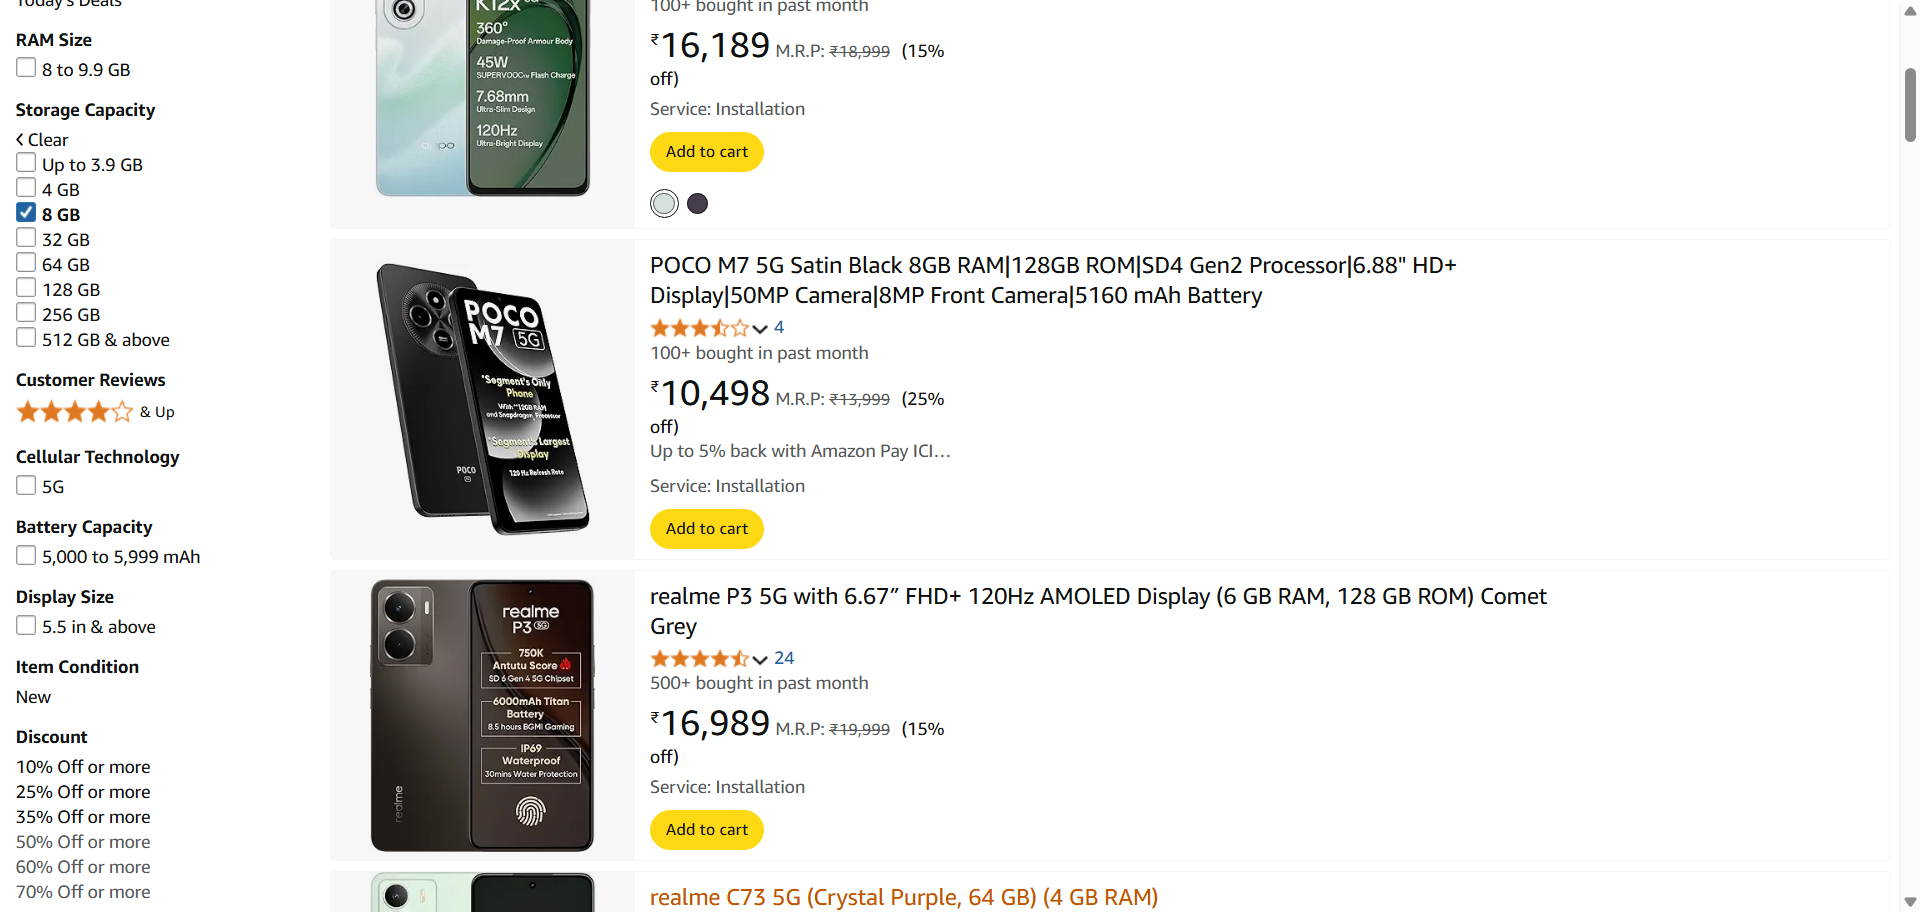 Today's Deals
RAM Size
8 to 9.9 GB
Storage Capacity
Clear
Up to 3.9 GB
4 GB
8 GB
32 GB
64 GB
128 GB
256 GB
512 GB & above
Customer Reviews
& Up
Cellular Technology
5G
Battery Capacity
5,000 to 5,999 mAh
Display Size
5.5 in & above
Item Condition
New
Discount
10% Off or more
25% Off or more
35% Off or more
50% Off or more
60% Off or more
70% Off or more
K12x 5G
360°
Damage-Proof Armour Body
45W
SUPERVOOC™ Flash Charge
7.68mm
Ultra-Slim Design
120Hz
Ultra-Bright Display
oppo
100+ bought in past month
₹16,189 M.R.P: ₹18,999 (15%
off)
Service: Installation
Add to cart
POCO
M7 5G
*Segment's Only
Phone
With **12GB RAM
and Snapdragon Processor
*Segment's Largest
Display
120 Hz Refresh Rate
POCO
5G
POCO M7 5G Satin Black 8GB RAM|128GB ROM|SD4 Gen2 Processor|6.88" HD+
Display|50MP Camera|8MP Front Camera|5160 mAh Battery
4
100+ bought in past month
₹10,498 M.R.P: ₹13,999 (25%
off)
Up to 5% back with Amazon Pay ICI…
Service: Installation
Add to cart
realme
P3 5G
750K
Antutu Score
SD 6 Gen 4 5G Chipset
6000mAh Titan
Battery
8.5 hours BGMI Gaming
IP69
Waterproof
30mins Water Protection
realme
realme P3 5G with 6.67″ FHD+ 120Hz AMOLED Display (6 GB RAM, 128 GB ROM) Comet
Grey
24
500+ bought in past month
₹16,989 M.R.P: ₹19,999 (15%
off)
Service: Installation
Add to cart
realme C73 5G (Crystal Purple, 64 GB) (4 GB RAM)